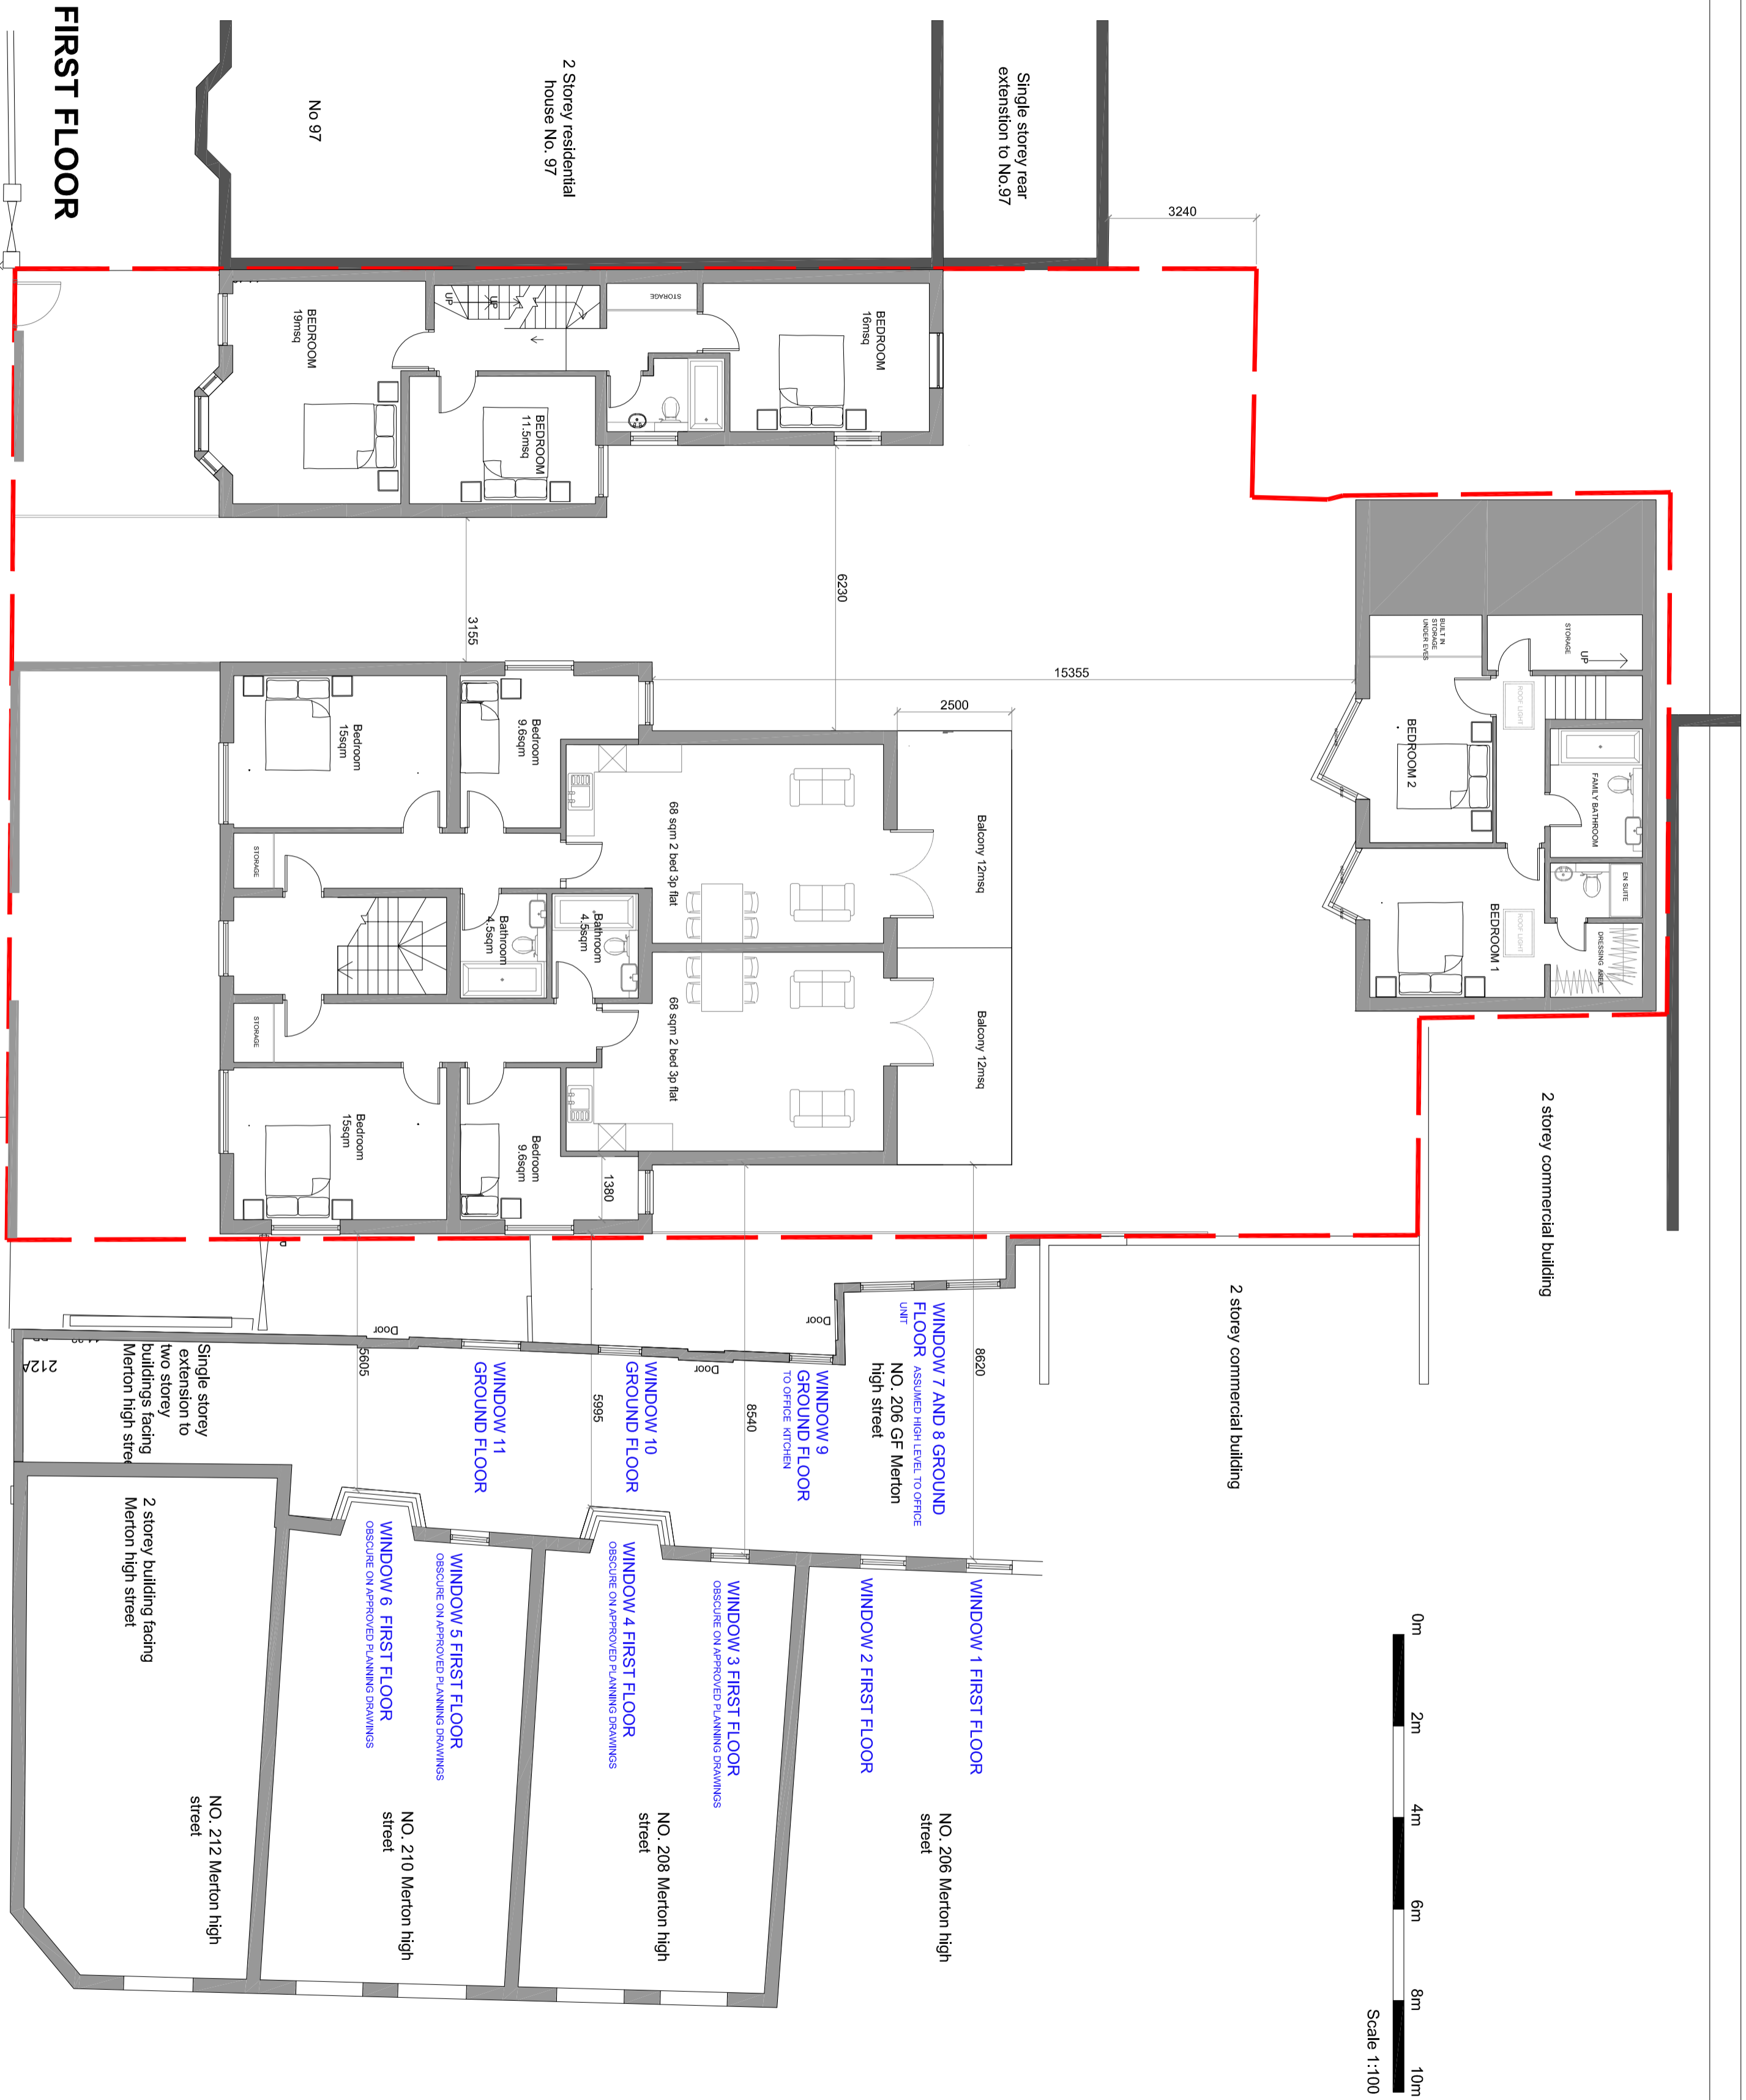 FIRST FLOOR
No 97
2 Storey residential
house No. 97
Single storey rear
extenstion to No.97
3240
BEDROOM
19msq
UP
UP
STORAGE
BEDROOM
16msq
BEDROOM
11.5msq
3155
6230
15355
2500
BUILT IN
STORAGE
UNDER EVES
STORAGE
UP
ROOF LIGHT
BEDROOM 2
FAMILY BATHROOM
EN SUITE
BEDROOM 1
ROOF LIGHT
DRESSING AREA
Bedroom
15sqm
Bedroom
9.6sqm
68 sqm 2 bed 3p flat
Balcony 12msq
STORAGE
Bathroom
4.5sqm
Bathroom
4.5sqm
STORAGE
68 sqm 2 bed 3p flat
Balcony 12msq
Bedroom
15sqm
Bedroom
9.6sqm
1380
2 storey commercial building
2 storey commercial building
5605
5995
8540
8620
Door
Door
Door
WINDOW 7 AND 8 GROUND
FLOOR ASSUMED HIGH LEVEL TO OFFICE
UNIT
NO. 206 GF Merton
high street
WINDOW 9
GROUND FLOOR
TO OFFICE KITCHEN
WINDOW 10
GROUND FLOOR
WINDOW 11
GROUND FLOOR
Single storey
extension to
two storey
buildings facing
Merton high stree
212A
2 storey building facing
Merton high street
WINDOW 6 FIRST FLOOR
OBSCURE ON APPROVED PLANNING DRAWINGS
WINDOW 5 FIRST FLOOR
OBSCURE ON APPROVED PLANNING DRAWINGS
WINDOW 4 FIRST FLOOR
OBSCURE ON APPROVED PLANNING DRAWINGS
WINDOW 3 FIRST FLOOR
OBSCURE ON APPROVED PLANNING DRAWINGS
WINDOW 2 FIRST FLOOR
WINDOW 1 FIRST FLOOR
NO. 212 Merton high
street
NO. 210 Merton high
street
NO. 208 Merton high
street
NO. 206 Merton high
street
0m 2m 4m 6m 8m 10m
Scale 1:100